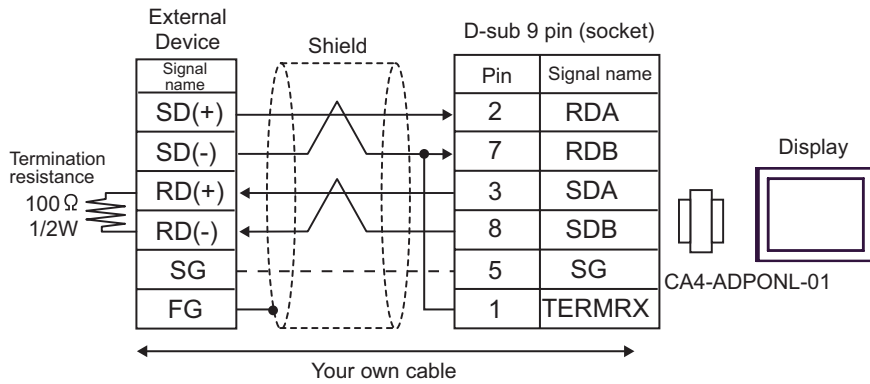 External
Device
Shield
D-sub 9 pin (socket)
Signal
name
Pin
Signal name
SD(+)
2
RDA
SD(-)
7
RDB
Display
Termination
resistance
100 Ω
1/2W
RD(+)
3
SDA
RD(-)
8
SDB
SG
5
SG
CA4-ADPONL-01
FG
1
TERMRX
Your own cable